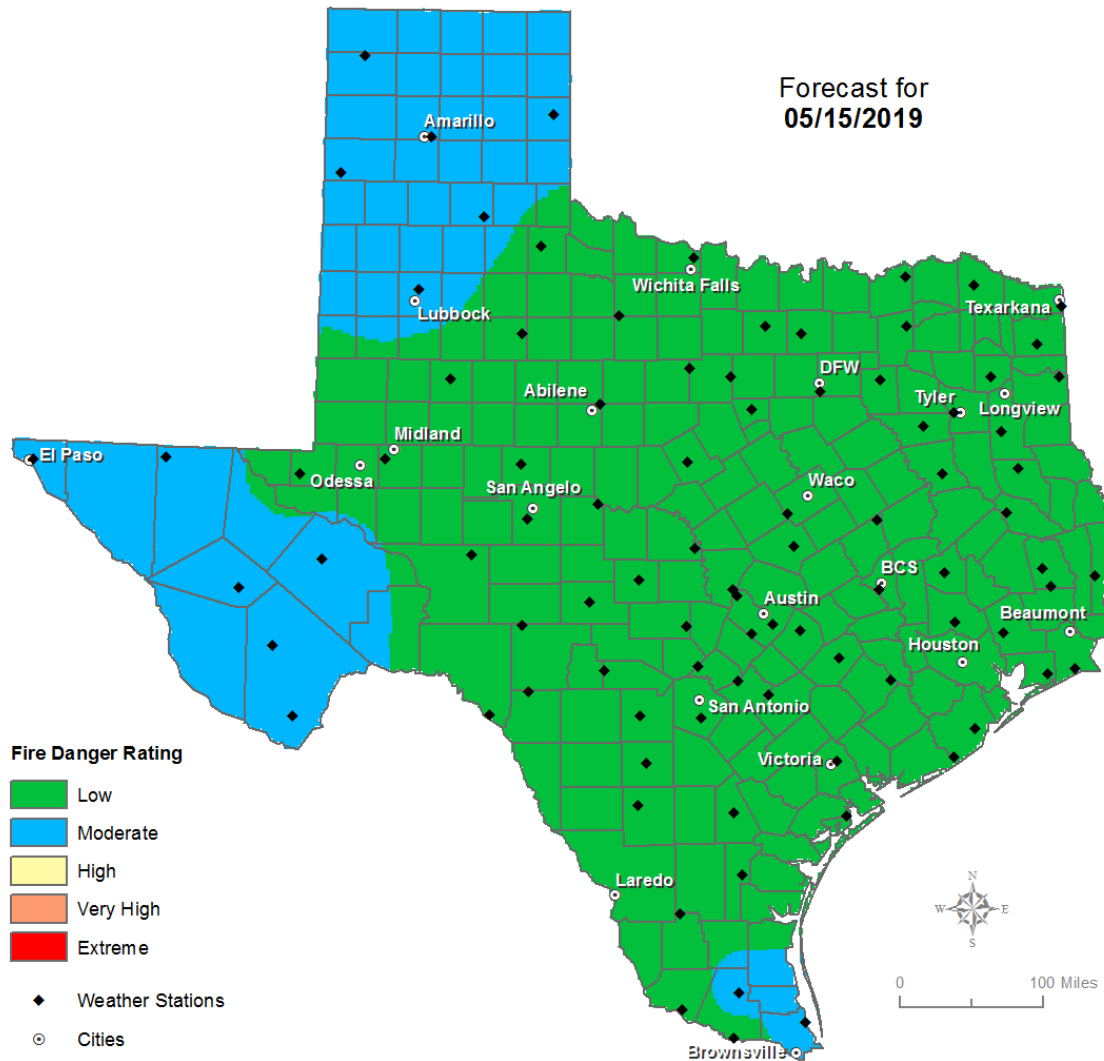 Forecast for
05/15/2019
Amarillo
Wichita Falls
Lubbock
Texarkana
DFW
Abilene
Tyler
Longview
Midland
El Paso
Odessa
San Angelo
Waco
BCS
Austin
Beaumont
Houston
San Antonio
Victoria
Laredo
Brownsville
Fire Danger Rating
Low
Moderate
High
Very High
Extreme
Weather Stations
Cities
N
W
E
S
0
100 Miles